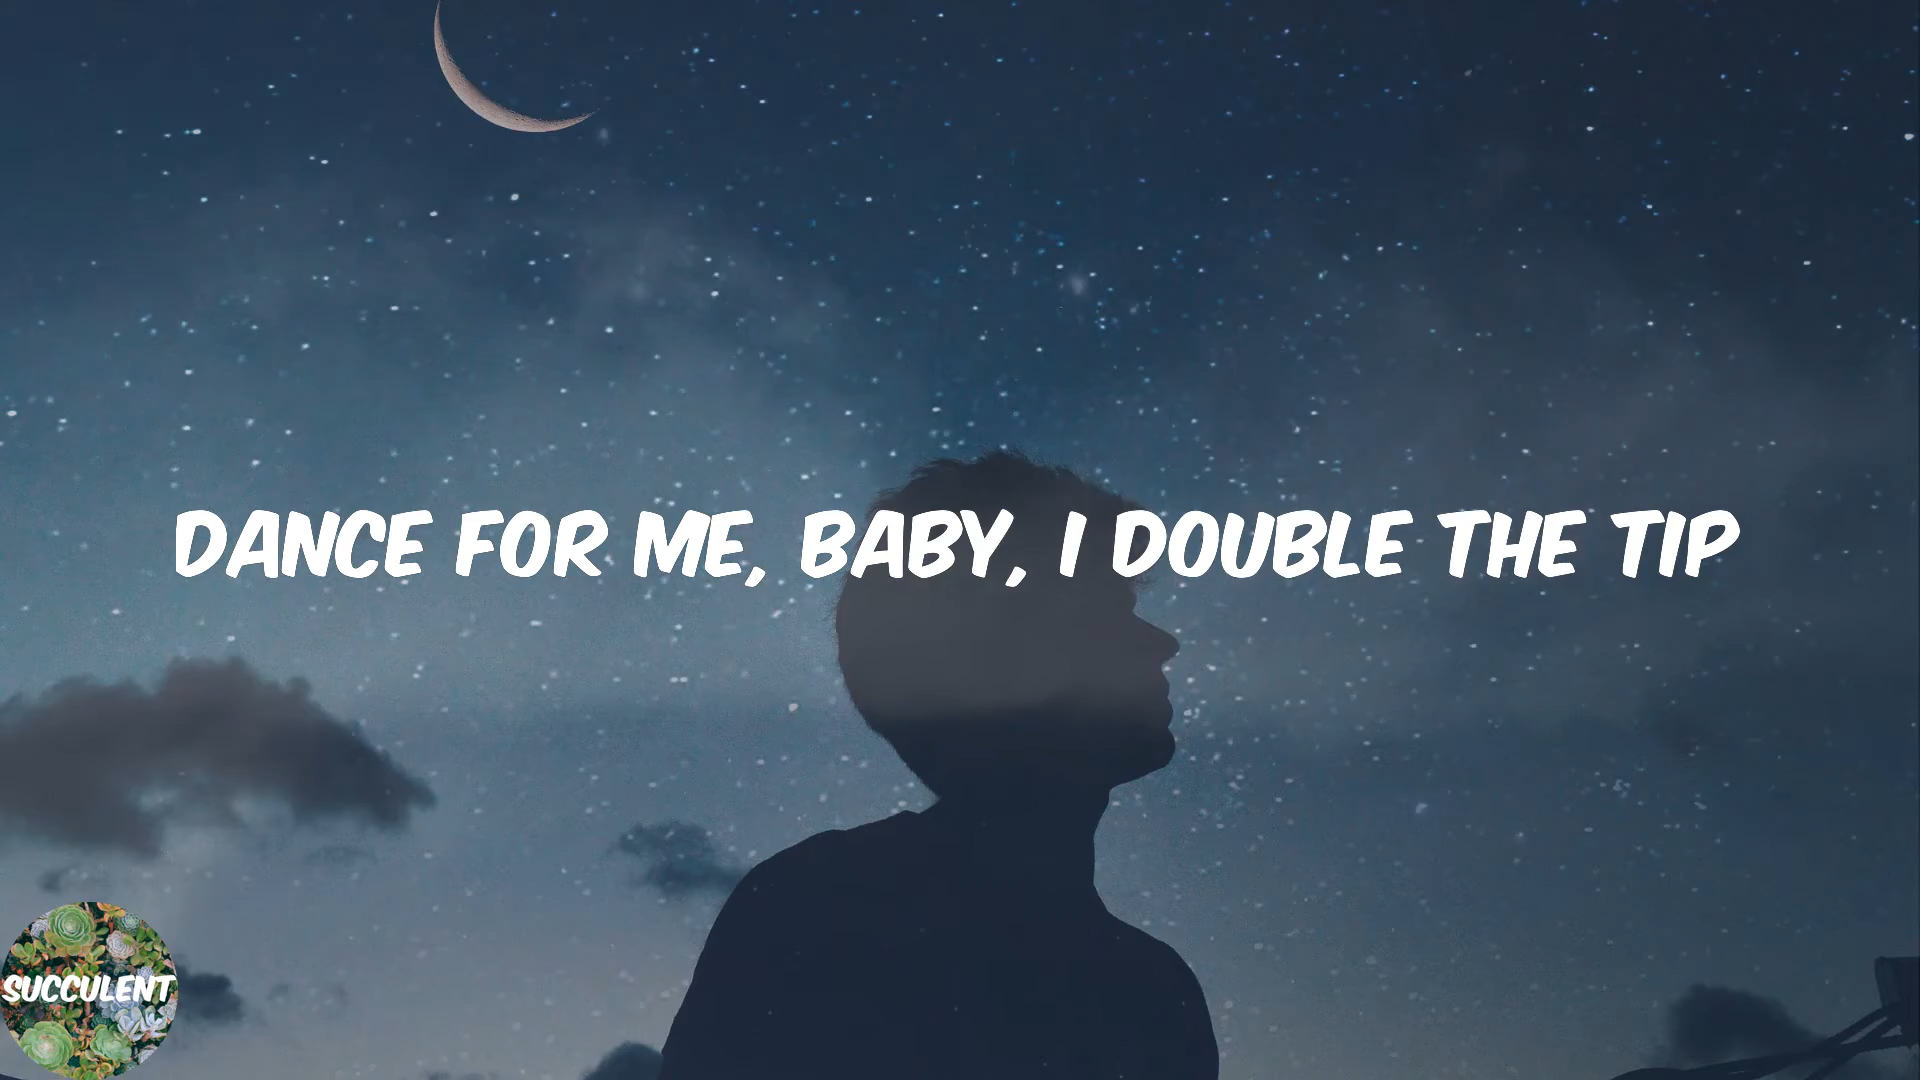 DANCE FOR ME, BABY, I DOUBLE THE TIP
SUCCULENT